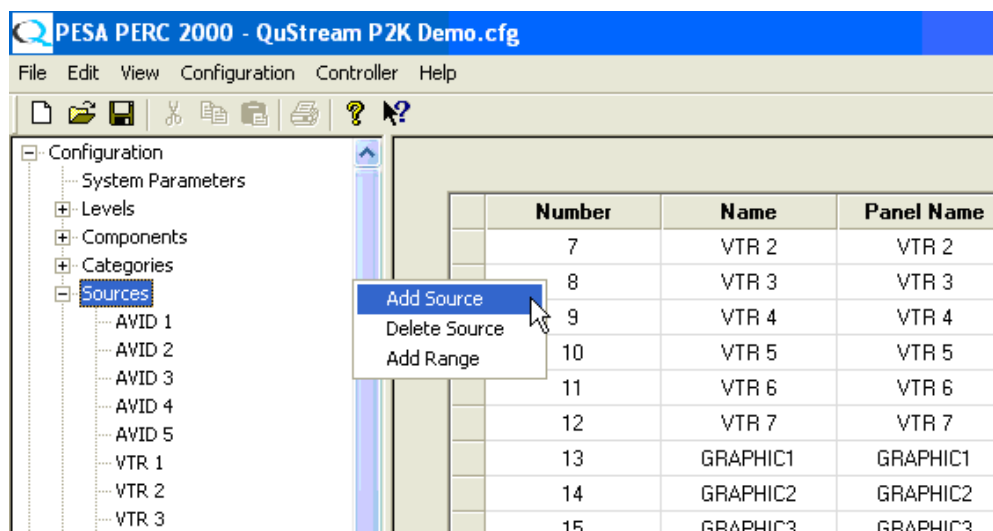 PESA PERC 2000 - QuStream P2K Demo.cfg
File Edit View Configuration Controller Help
Configuration
System Parameters
Levels
Components
Categories
Sources
AVID 1
AVID 2
AVID 3
AVID 4
AVID 5
VTR 1
VTR 2
VTR 3
Add Source
Delete Source
Add Range
Number Name Panel Name
7 VTR 2 VTR 2
8 VTR 3 VTR 3
9 VTR 4 VTR 4
10 VTR 5 VTR 5
11 VTR 6 VTR 6
12 VTR 7 VTR 7
13 GRAPHIC1 GRAPHIC1
14 GRAPHIC2 GRAPHIC2
15 GRAPHIC3 GRAPHIC3